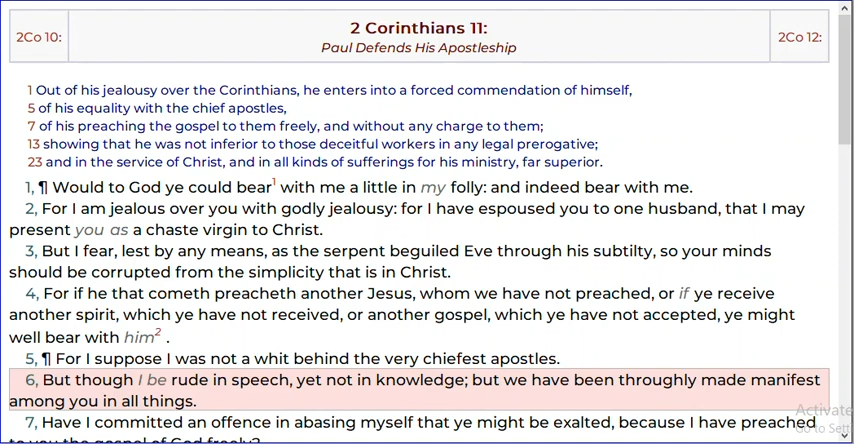 2Co 10:
2 Corinthians 11:
Paul Defends His Apostleship
2Co 12:
1 Out of his jealousy over the Corinthians, he enters into a forced commendation of himself,
5 of his equality with the chief apostles,
7 of his preaching the gospel to them freely, and without any charge to them;
13 showing that he was not inferior to those deceitful workers in any legal prerogative;
23 and in the service of Christ, and in all kinds of sufferings for his ministry, far superior.
1, ¶ Would to God ye could bear1 with me a little in my folly: and indeed bear with me.
2, For I am jealous over you with godly jealousy: for I have espoused you to one husband, that I may
present you as a chaste virgin to Christ.
3, But I fear, lest by any means, as the serpent beguiled Eve through his subtilty, so your minds
should be corrupted from the simplicity that is in Christ.
4, For if he that cometh preacheth another Jesus, whom we have not preached, or if ye receive
another spirit, which ye have not received, or another gospel, which ye have not accepted, ye might
well bear with him2 .
5, ¶ For I suppose I was not a whit behind the very chiefest apostles.
6, But though I be rude in speech, yet not in knowledge; but we have been throughly made manifest
among you in all things.
7, Have I committed an offence in abasing myself that ye might be exalted, because I have preached
to you the gospel of God freely?
Activate
Go to Sett